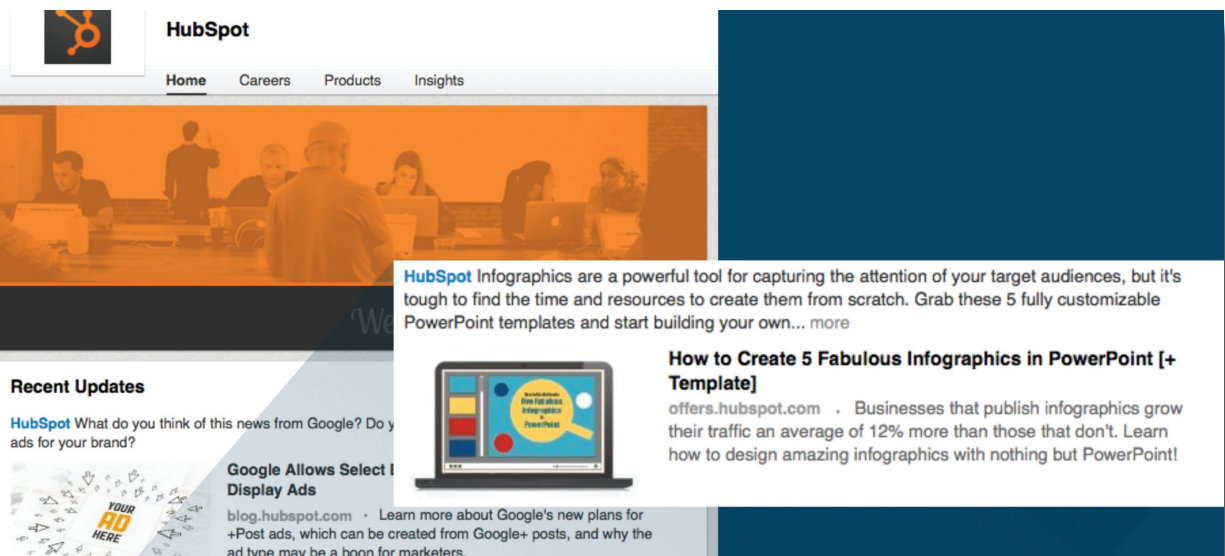 HubSpot
Home Careers Products Insights
We
HubSpot Infographics are a powerful tool for capturing the attention of your target audiences, but it's
tough to find the time and resources to create them from scratch. Grab these 5 fully customizable
PowerPoint templates and start building your own... more
How to Create 5 Fabulous Infographics in PowerPoint [+
Template]
offers.hubspot.com . Businesses that publish infographics grow
their traffic an average of 12% more than those that don't. Learn
how to design amazing infographics with nothing but PowerPoint!
Five Fabulous
Infographics
in
PowerPoint
Recent Updates
HubSpot What do you think of this news from Google? Do y
ads for your brand?
YOUR
AD
HERE
Google Allows Select
Display Ads
blog.hubspot.com · Learn more about Google's new plans for
+Post ads, which can be created from Google+ posts, and why the
ad type may be a boon for marketers.